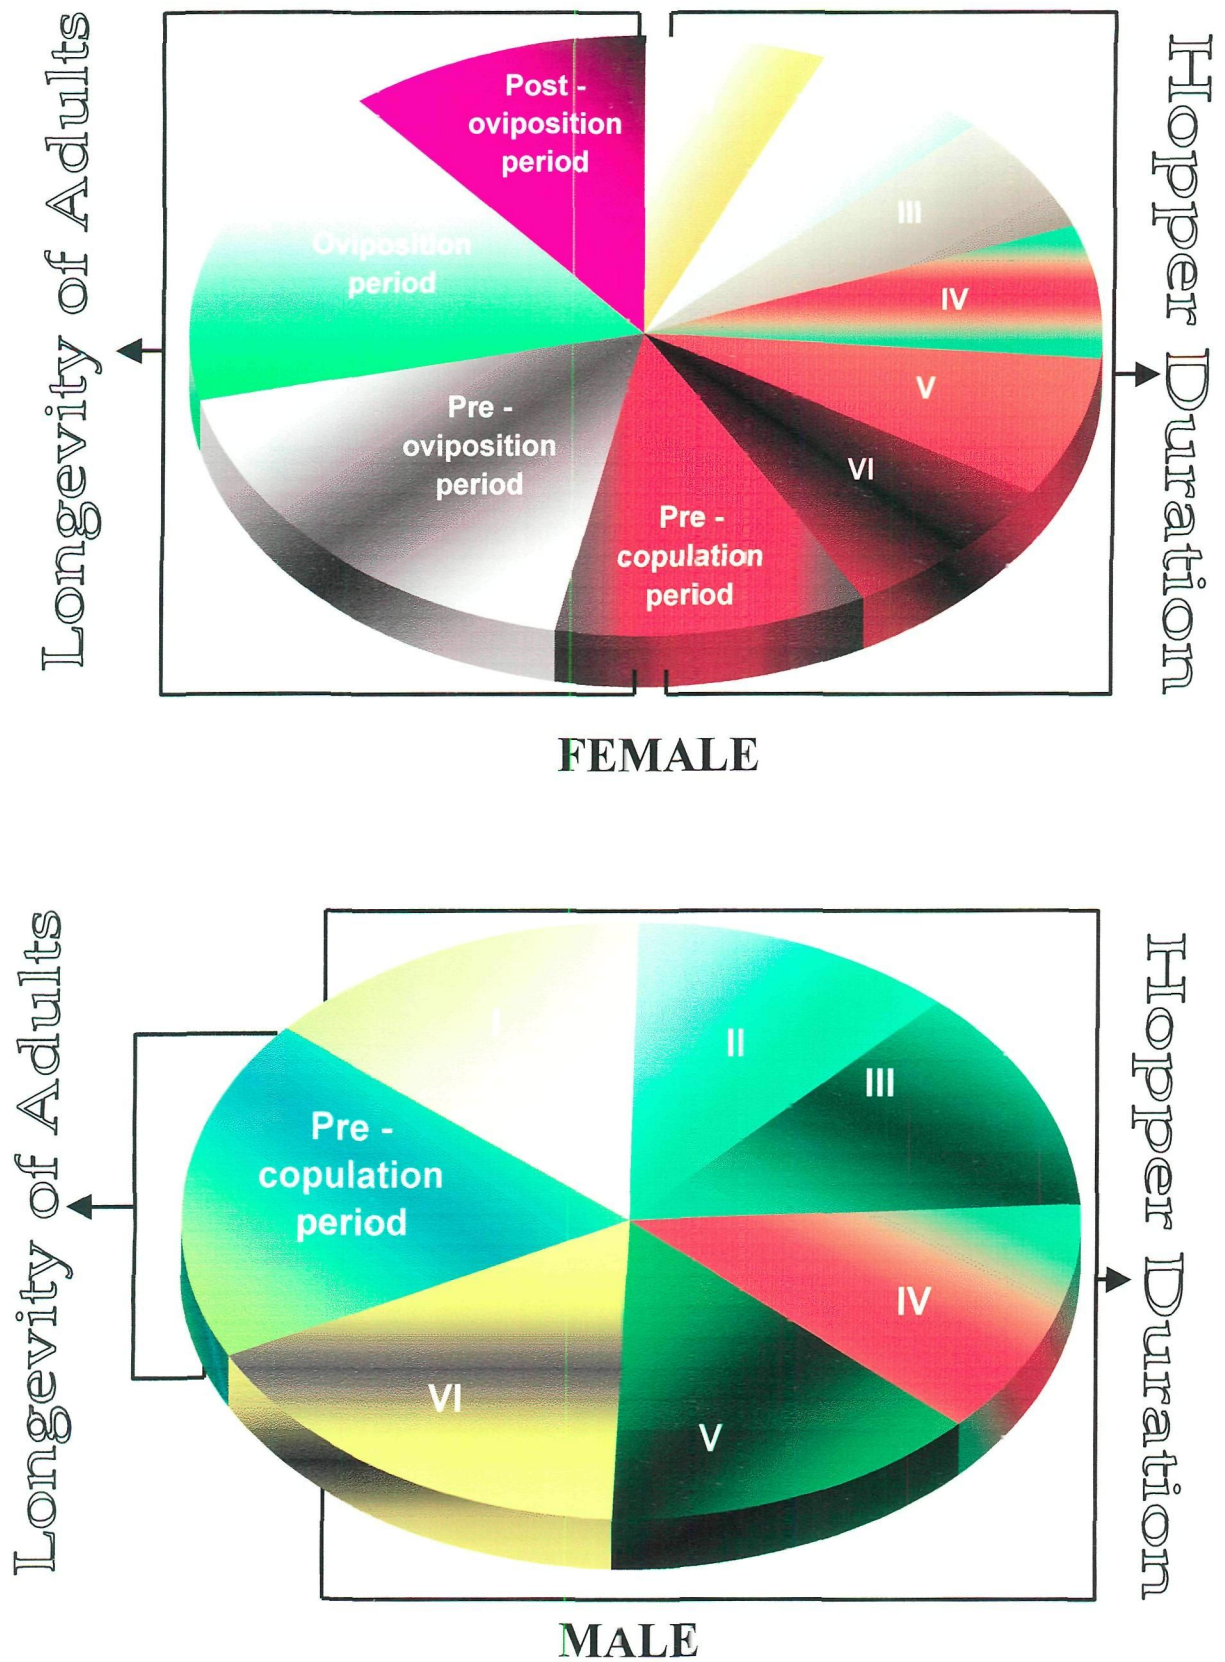 Longevity of Adults
Hopper Duration
Post -
oviposition
period
Oviposition
period
Pre -
oviposition
period
Pre -
copulation
period
III
IV
V
VI
FEMALE
Longevity of Adults
Hopper Duration
I
II
III
IV
V
VI
Pre -
copulation
period
MALE